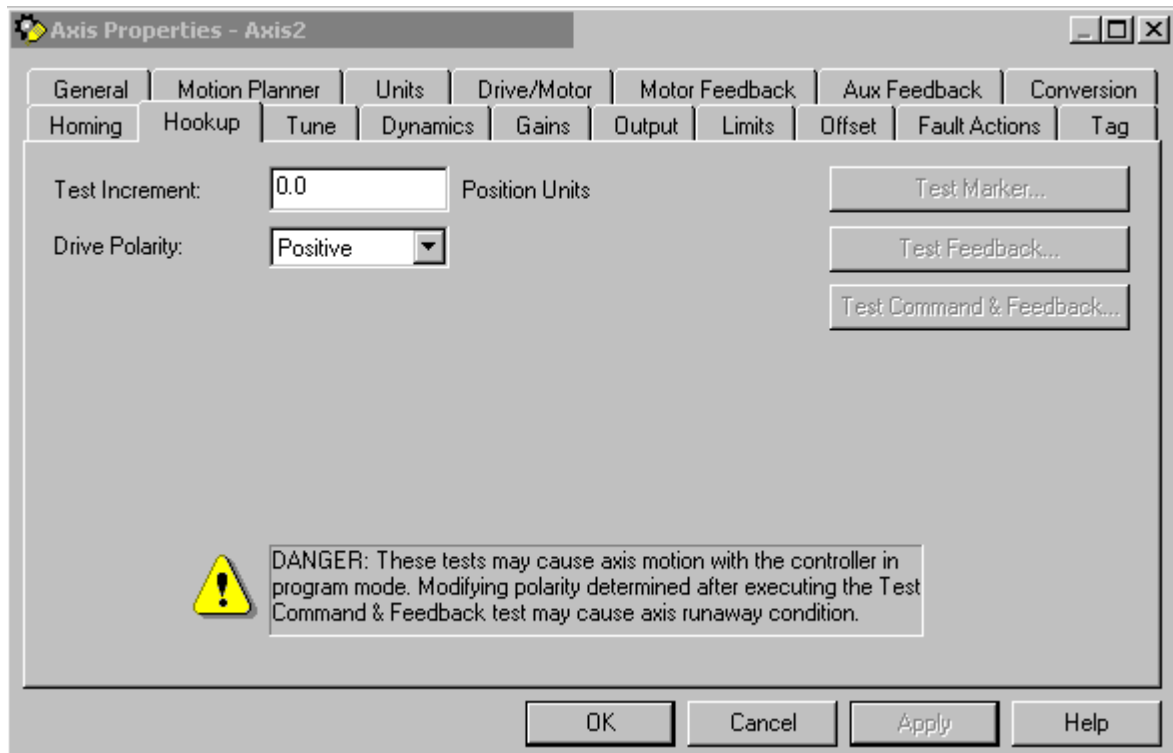 Axis Properties - Axis2
General Motion Planner Units Drive/Motor Motor Feedback Aux Feedback Conversion
Homing Hookup Tune Dynamics Gains Output Limits Offset Fault Actions Tag
Test Increment: 0.0 Position Units Test Marker...
Drive Polarity: Positive Test Feedback...
Test Command & Feedback...
DANGER: These tests may cause axis motion with the controller in
program mode. Modifying polarity determined after executing the Test
Command & Feedback test may cause axis runaway condition.
OK Cancel Apply Help